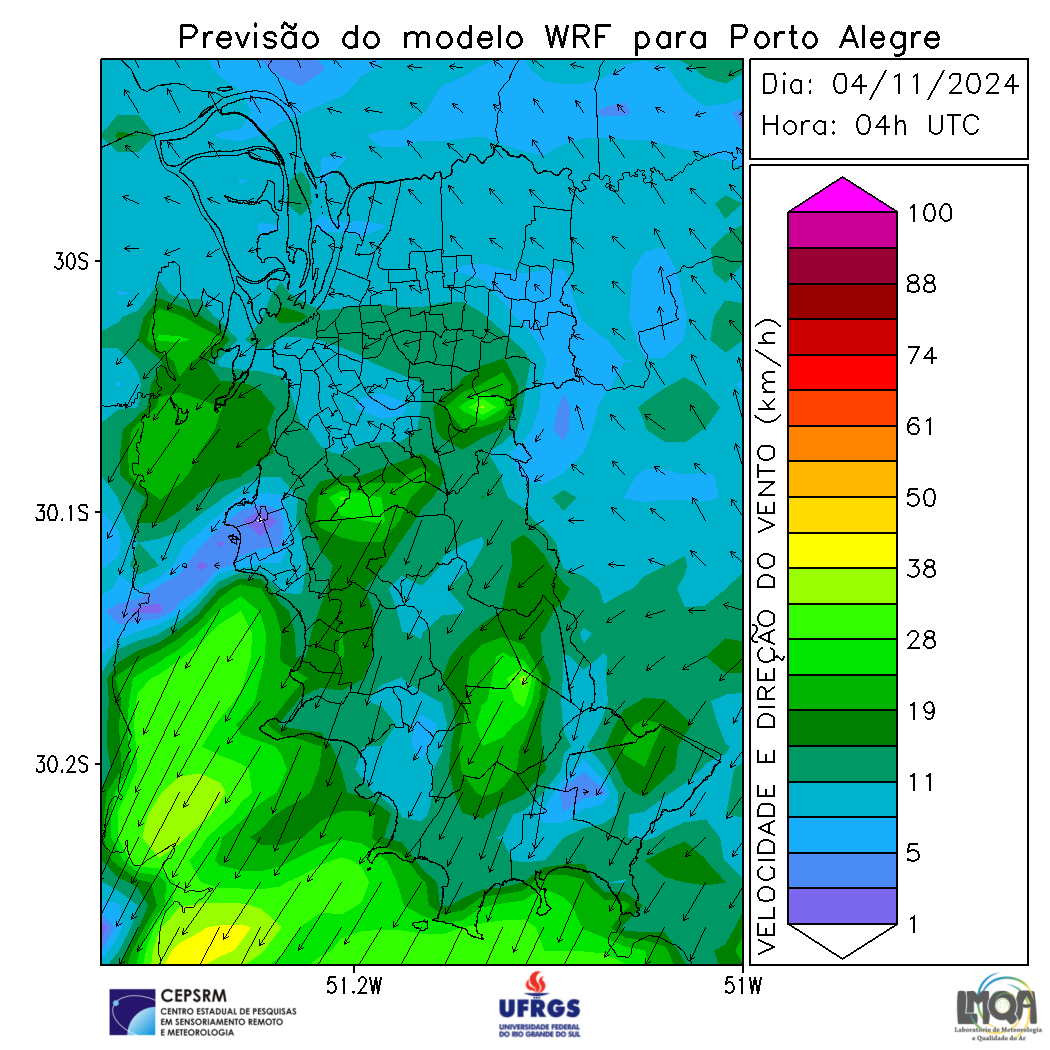 Previsão do modelo WRF para Porto Alegre
Dia: 04/11/2024
Hora: 04h UTC
30S
30.1S
30.2S
51.2W
51W
VELOCIDADE E DIREÇÃO DO VENTO (km/h)
100
88
74
61
50
38
28
19
11
5
1
CEPSRM
CENTRO ESTADUAL DE PESQUISAS
EM SENSORIAMENTO REMOTO
E METEOROLOGIA
UFRGS
UNIVERSIDADE FEDERAL
DO RIO GRANDE DO SUL
LMQA
Laboratório de Meteorologia
e Qualidade do Ar